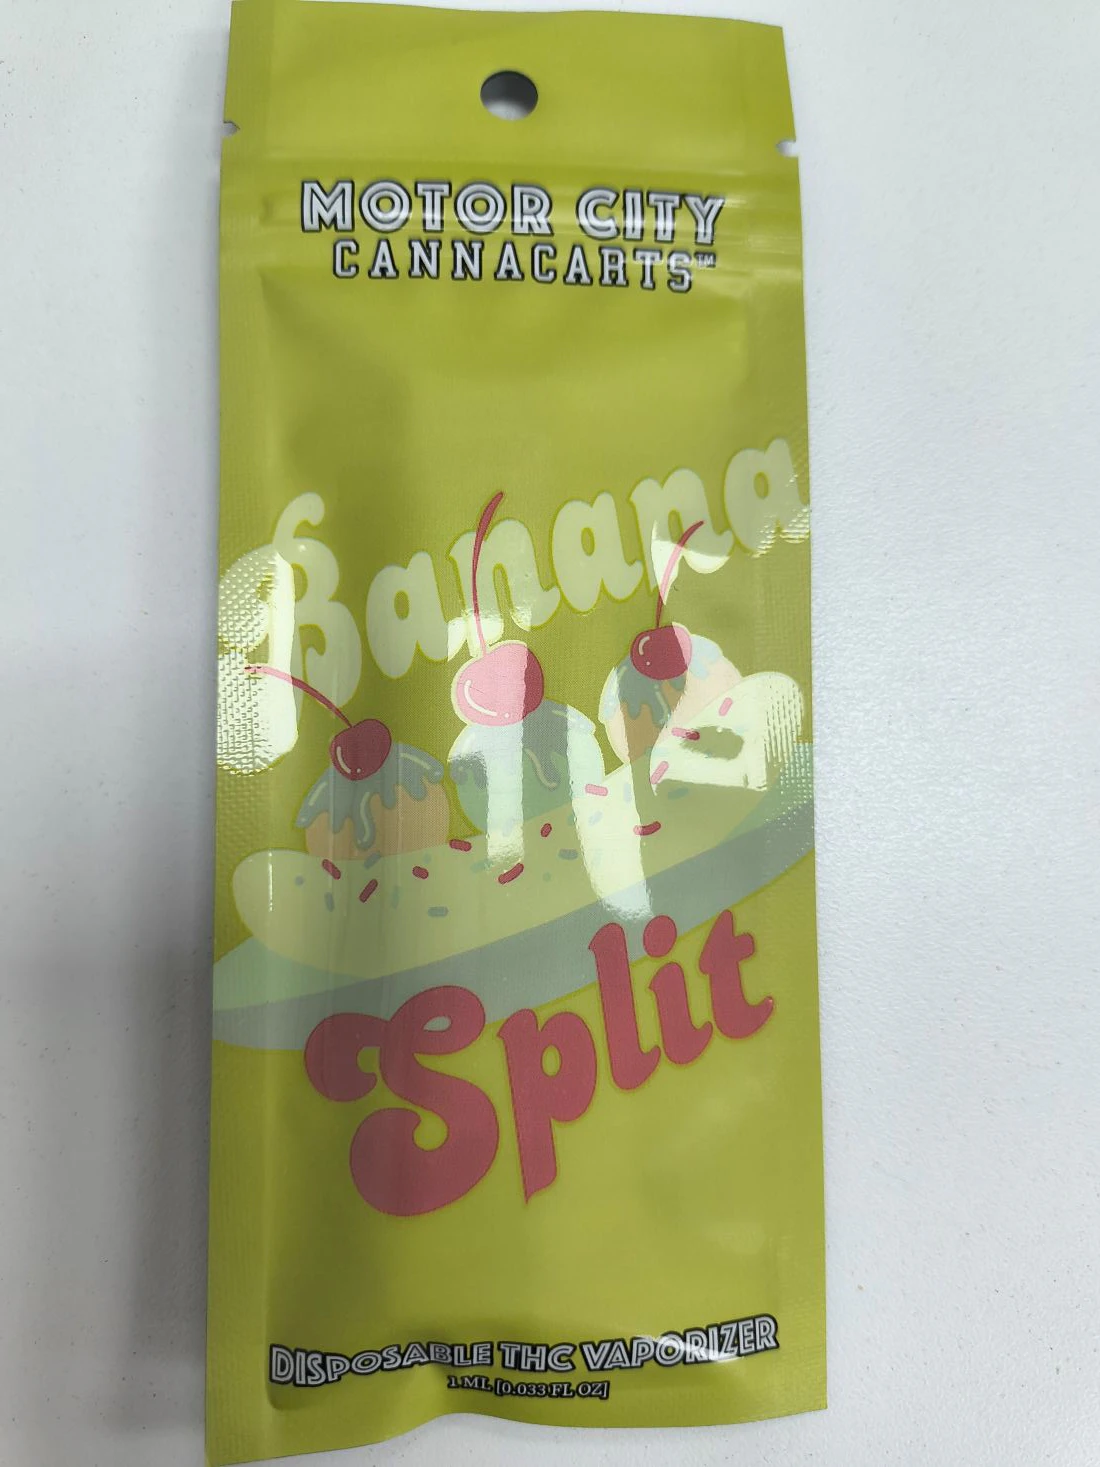 MOTOR CITY
CANNACARTS™
Banana
Split
DISPOSABLE THC VAPORIZER
1 ML [0.033 FL OZ]